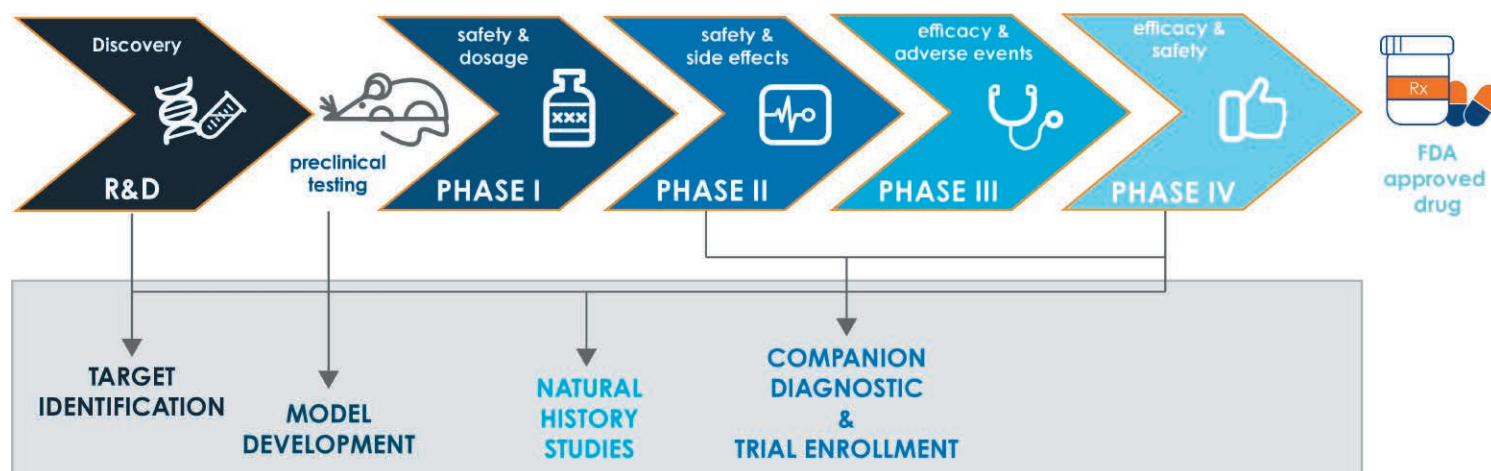 Discovery
R&D
preclinical
testing
safety &
dosage
XXX
PHASE I
safety &
side effects
PHASE II
efficacy &
adverse events
PHASE III
efficacy &
safety
PHASE IV
Rx
FDA
approved
drug
TARGET
IDENTIFICATION
MODEL
DEVELOPMENT
NATURAL
HISTORY
STUDIES
COMPANION
DIAGNOSTIC
&
TRIAL ENROLLMENT